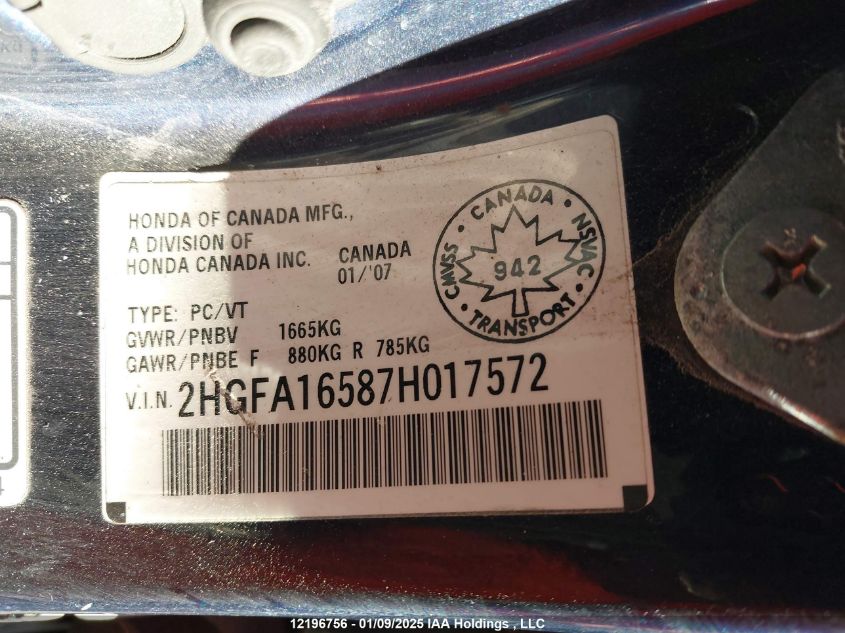 HONDA OF CANADA MFG.,
A DIVISION OF
HONDA CANADA INC. CANADA
01/'07
TYPE: PC/VT
GVWR/PNBV 1665KG
GAWR/PNBE F 880KG R 785KG
V.I.N. 2HGFA16587H017572
CANADA
CMVSS 942 NSVAC
TRANSPORT
12196756 - 01/09/2025 IAA Holdings , LLC